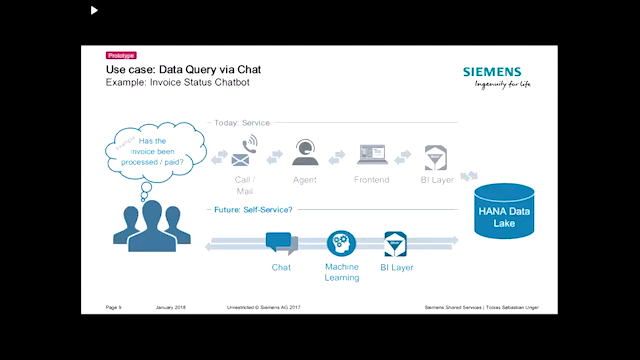 Prototype
Use case: Data Query via Chat
Example: Invoice Status Chatbot
SIEMENS
Ingenuity for life
Today: Service
Example
Has the
invoice been
processed / paid?
Call /
Mail
Agent
Frontend
BI Layer
HANA Data
Lake
Future: Self-Service?
Chat
Machine
Learning
BI Layer
Page 9
January 2018
Unrestricted © Siemens AG 2017
Siemens Shared Services | Tobias Sebastian Unger